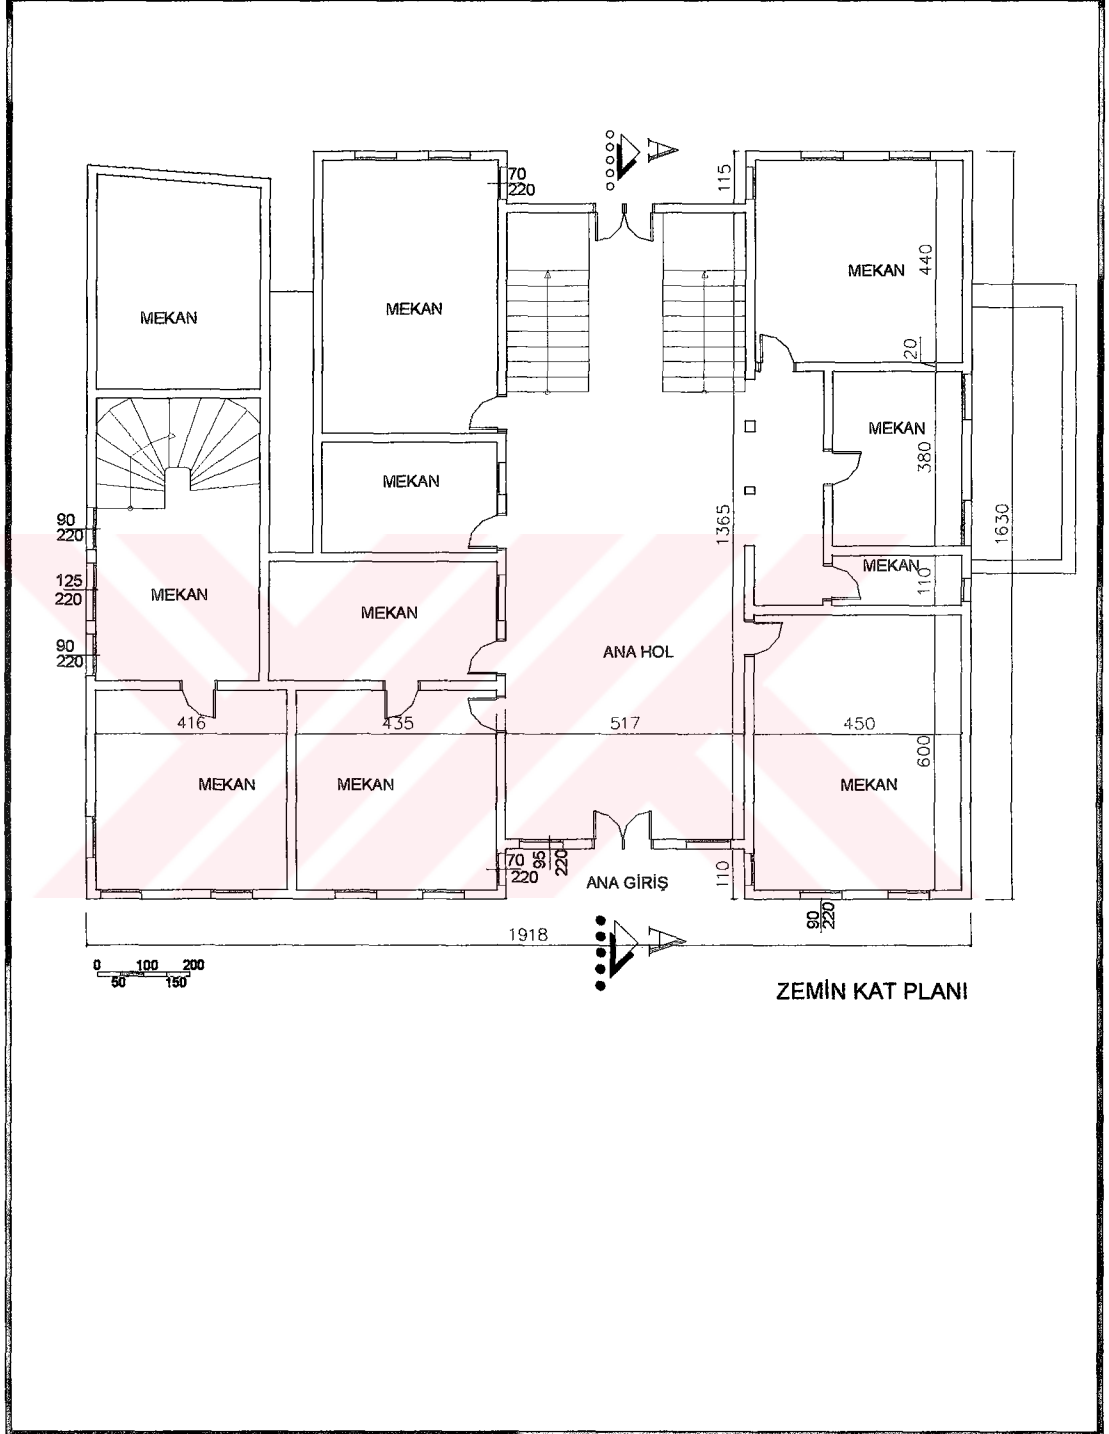 70
220
115
MEKAN
440
MEKAN
MEKAN
20
MEKAN
380
MEKAN
1365
1630
90
220
125
220
90
220
MEKAN
MEKAN
MEKAN
110
ANA HOL
416
435
517
450
600
MEKAN
MEKAN
MEKAN
70
220
95
220
ANA GİRİŞ
110
90
220
1918
0 100 200
50 150
A
A
ZEMİN KAT PLANI